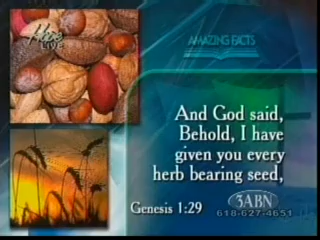 Live
LIVE
AMAZING FACTS
And God said,
Behold, I have
given you every
herb bearing seed,
Genesis 1:29
3ABN
618-627-4651